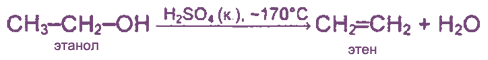 CH₃–CH₂–OH H₂SO₄(к.), ~170°C CH₂=CH₂ + H₂O
этанол этен